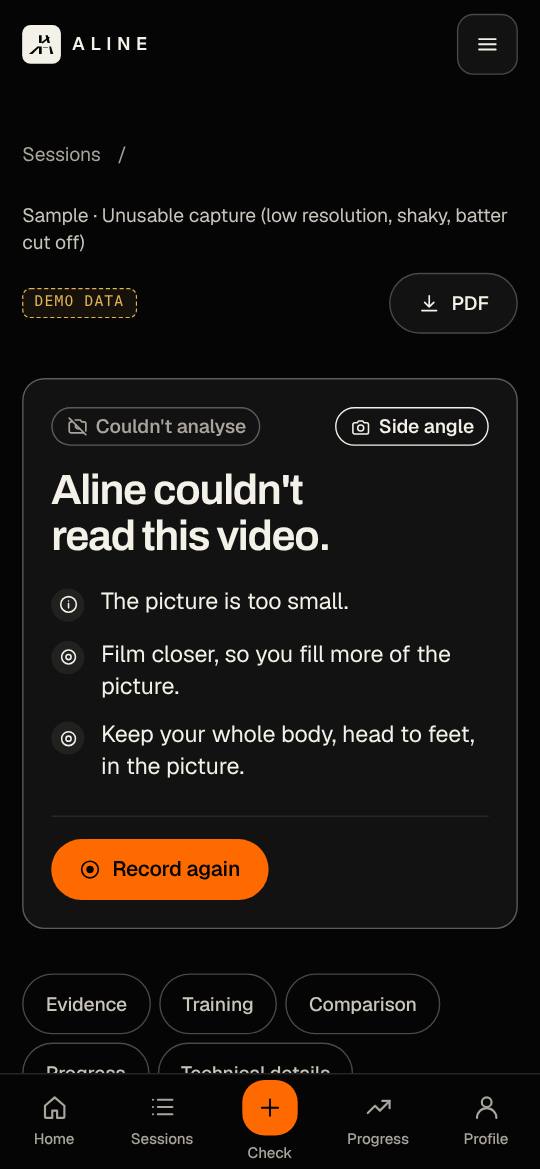 ALINE
Sessions /
Sample · Unusable capture (low resolution, shaky, batter
cut off)
DEMO DATA
PDF
Couldn't analyse
Side angle
Aline couldn't
read this video.
The picture is too small.
Film closer, so you fill more of the
picture.
Keep your whole body, head to feet,
in the picture.
Record again
Evidence
Training
Comparison
Progress
Technical details
Home
Sessions
Check
Progress
Profile